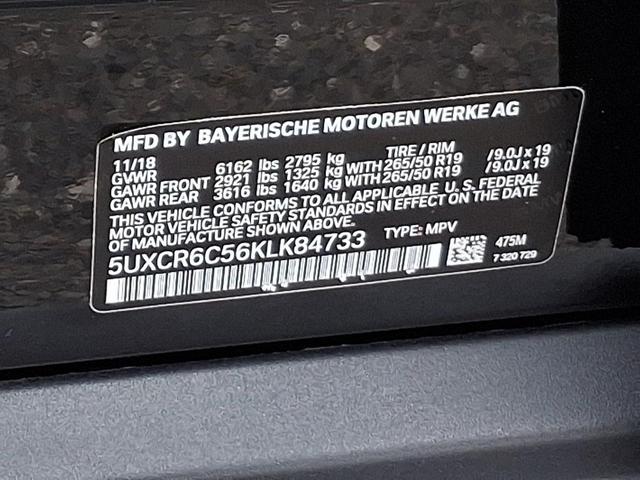 MFD BY BAYERISCHE MOTOREN WERKE AG
11/18 TIRE / RIM
GVWR 6162 lbs 2795 kg
GAWR FRONT 2921 lbs 1325 kg WITH 265/50 R19 /9.0J x 19
GAWR REAR 3616 lbs 1640 kg WITH 265/50 R19 /9.0J x 19
THIS VEHICLE CONFORMS TO ALL APPLICABLE U.S. FEDERAL
MOTOR VEHICLE SAFETY STANDARDS IN EFFECT ON THE DATE
OF MANUFACTURE SHOWN ABOVE.
5UXCR6C56KLK84733 TYPE: MPV
475M
7 320 729